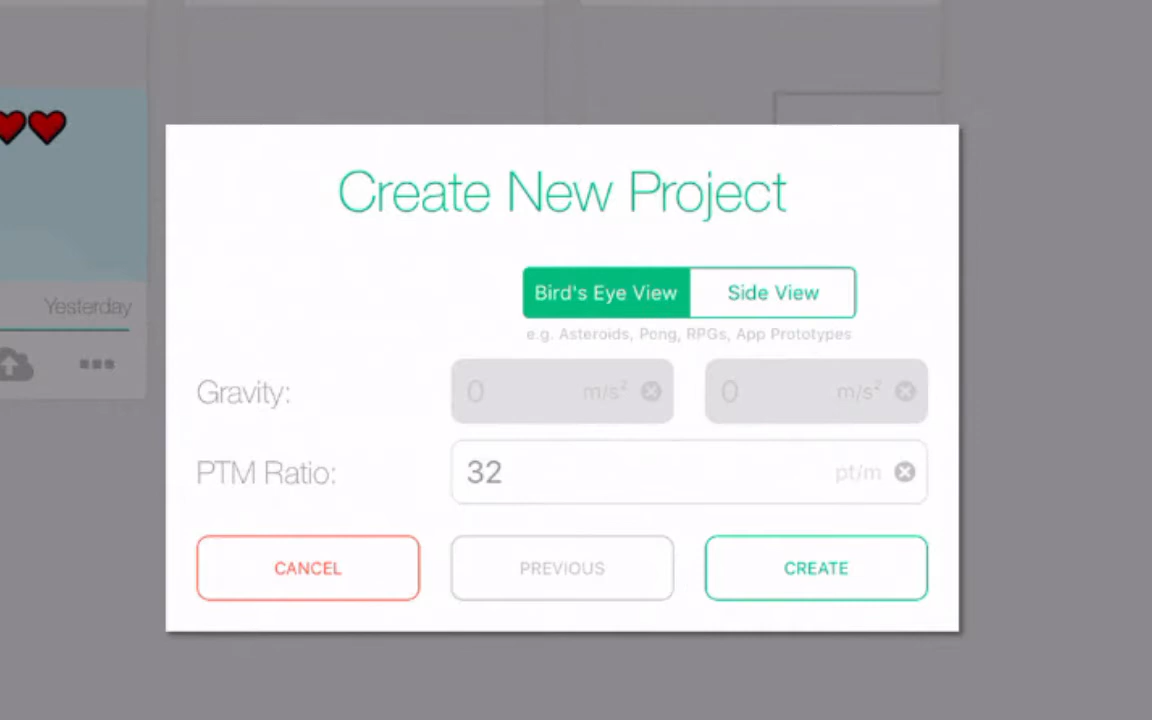 Create New Project
Bird's Eye View Side View
e.g. Asteroids, Pong, RPGs, App Prototypes
Yesterday
Gravity: 0 m/s² 0 m/s²
PTM Ratio: 32 pt/m
CANCEL PREVIOUS CREATE